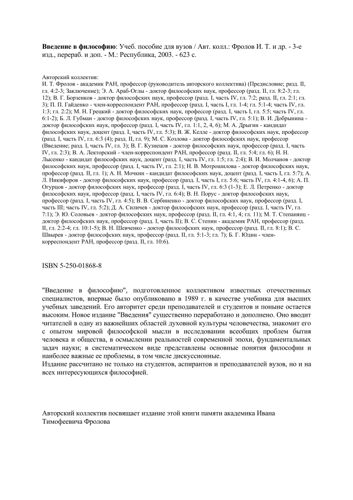 Введение в философию: Учеб. пособие для вузов / Авт. колл.: Фролов И. Т. и др. - 3-е
изд., перераб. и доп. - М.: Республика, 2003. - 623 с.
Авторский коллектив:
И. Т. Фролов - академик РАН, профессор (руководитель авторского коллектива) (Предисловие; разд. II,
гл. 4:2-3; Заключение); Э. А. Араб-Оглы - доктор философских наук, профессор (разд. II, гл. 8:2-3; гл.
12); В. Г. Борзенков - доктор философских наук, профессор (разд. I, часть IV, гл. 7:2; разд. II, гл. 2:1; гл.
3); П. П. Гайденко - член-корреспондент РАН, профессор (разд. I, часть I, гл. 1-4; гл. 5:1-4; часть IV, гл.
1:3; гл. 2:2); М. Н. Грецкий - доктор философских наук, профессор (разд. I, часть I, гл. 5:5; часть IV, гл.
6:1-2); Б. Л. Губман - доктор философских наук, профессор (разд. I, часть IV, гл. 5:1); В. И. Добрынина -
доктор философских наук, профессор (разд. I, часть IV, гл. 1:1, 2, 4, 6); М. А. Дрыгин - кандидат
философских наук, доцент (разд. I, часть IV, гл. 5:3); В. Ж. Келле - доктор философских наук, профессор
(разд. I, часть IV, гл. 6:3 (4); разд. II, гл. 9); М. С. Козлова - доктор философских наук, профессор
(Введение; разд. I, часть IV, гл. 3); В. Г. Кузнецов - доктор философских наук, профессор (разд. I, часть
IV, гл. 2:3); В. А. Лекторский - член-корреспондент РАН, профессор (разд. II, гл. 5:4; гл. 6); Н. Н.
Лысенко - кандидат философских наук, доцент (разд. I, часть IV, гл. 1:5; гл. 2:4); В. И. Молчанов - доктор
философских наук, профессор (разд. I, часть IV, гл. 2:1); Н. В. Мотрошилова - доктор философских наук,
профессор (разд. II, гл. 1); А. Н. Мочкин - кандидат философских наук, доцент (разд. I, часть I, гл. 5:7); А.
Л. Никифоров - доктор философских наук, профессор (разд. I, часть I, гл. 5:6; часть IV, гл. 4:1-4, 6); А. П.
Огурцов - доктор философских наук, профессор (разд. I, часть IV, гл. 6:3 (1-3); Е. Л. Петренко - доктор
философских наук, профессор (разд. I, часть IV, гл. 6:4); В. Н. Порус - доктор философских наук,
профессор (разд. I, часть IV, гл. 4:5); В. В. Сербиненко - доктор философских наук, профессор (разд. I,
часть III; часть IV, гл. 5:2); Д. А. Силичев - доктор философских наук, профессор (разд. I, часть IV, гл.
7:1); Э. Ю. Соловьев - доктор философских наук, профессор (разд. II, гл. 4:1, 4; гл. 11); М. Т. Степанянц -
доктор философских наук, профессор (разд. I, часть II); В. С. Степин - академик РАН, профессор (разд.
II, гл. 2:2-4; гл. 10:1-5); В. Н. Шевченко - доктор философских наук, профессор (разд. II, гл. 8:1); В. С.
Швырев - доктор философских наук, профессор (разд. II, гл. 5:1-3; гл. 7); Б. Г. Юдин - член-
корреспондент РАН, профессор (разд. II, гл. 10:6).
ISBN 5-250-01868-8
"Введение в философию", подготовленное коллективом известных отечественных
специалистов, впервые было опубликовано в 1989 г. в качестве учебника для высших
учебных заведений. Его авторитет среди преподавателей и студентов и поныне остается
высоким. Новое издание "Введения" существенно переработано и дополнено. Оно вводит
читателей в одну из важнейших областей духовной культуры человечества, знакомит его
с опытом мировой философской мысли в исследовании всеобщих проблем бытия
человека и общества, в осмыслении реальностей современной эпохи, фундаментальных
задач науки; в систематическом виде представлены основные понятия философии и
наиболее важные ее проблемы, в том числе дискуссионные.
Издание рассчитано не только на студентов, аспирантов и преподавателей вузов, но и на
всех интересующихся философией.
Авторский коллектив посвящает издание этой книги памяти академика Ивана
Тимофеевича Фролова